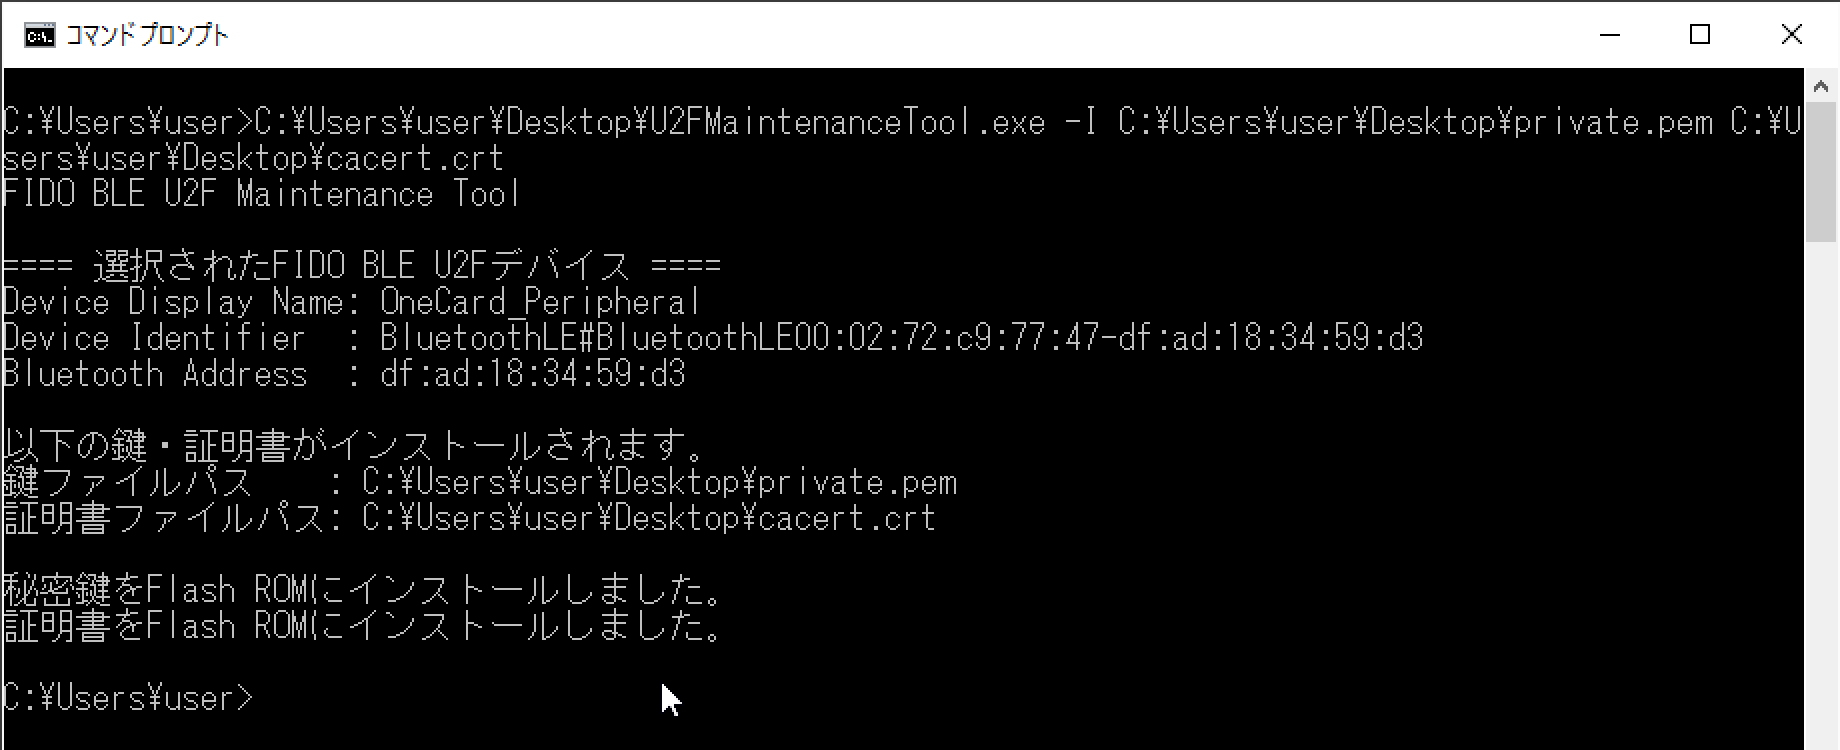 コマンド プロンプト
C:¥Users¥user>C:¥Users¥user¥Desktop¥U2FMaintenanceTool.exe -I C:¥Users¥user¥Desktop¥private.pem C:¥U
sers¥user¥Desktop¥cacert.crt
FIDO BLE U2F Maintenance Tool
==== 選択されたFIDO BLE U2Fデバイス ====
Device Display Name: OneCard_Peripheral
Device Identifier  : BluetoothLE#BluetoothLE00:02:72:c9:77:47-df:ad:18:34:59:d3
Bluetooth Address  : df:ad:18:34:59:d3
以下の鍵・証明書がインストールされます。
鍵ファイルパス    : C:¥Users¥user¥Desktop¥private.pem
証明書ファイルパス: C:¥Users¥user¥Desktop¥cacert.crt
秘密鍵をFlash ROMにインストールしました。
証明書をFlash ROMにインストールしました。
C:¥Users¥user>